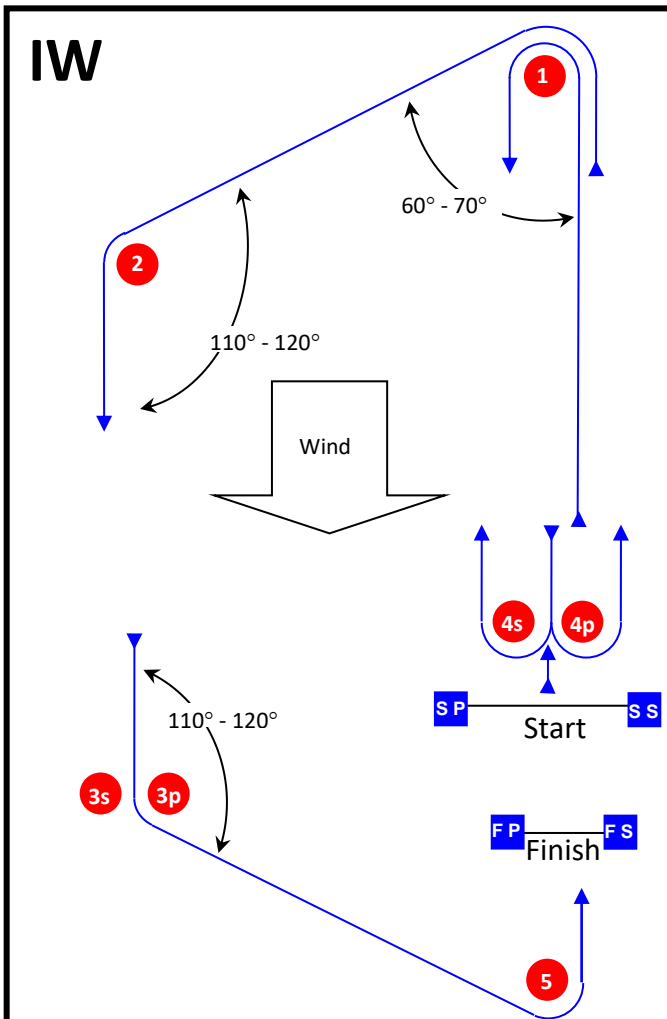 IW
1
60° - 70°
2
110° - 120°
Wind
4s
4p
S P
S S
Start
110° - 120°
3s
3p
F P
F S
Finish
5